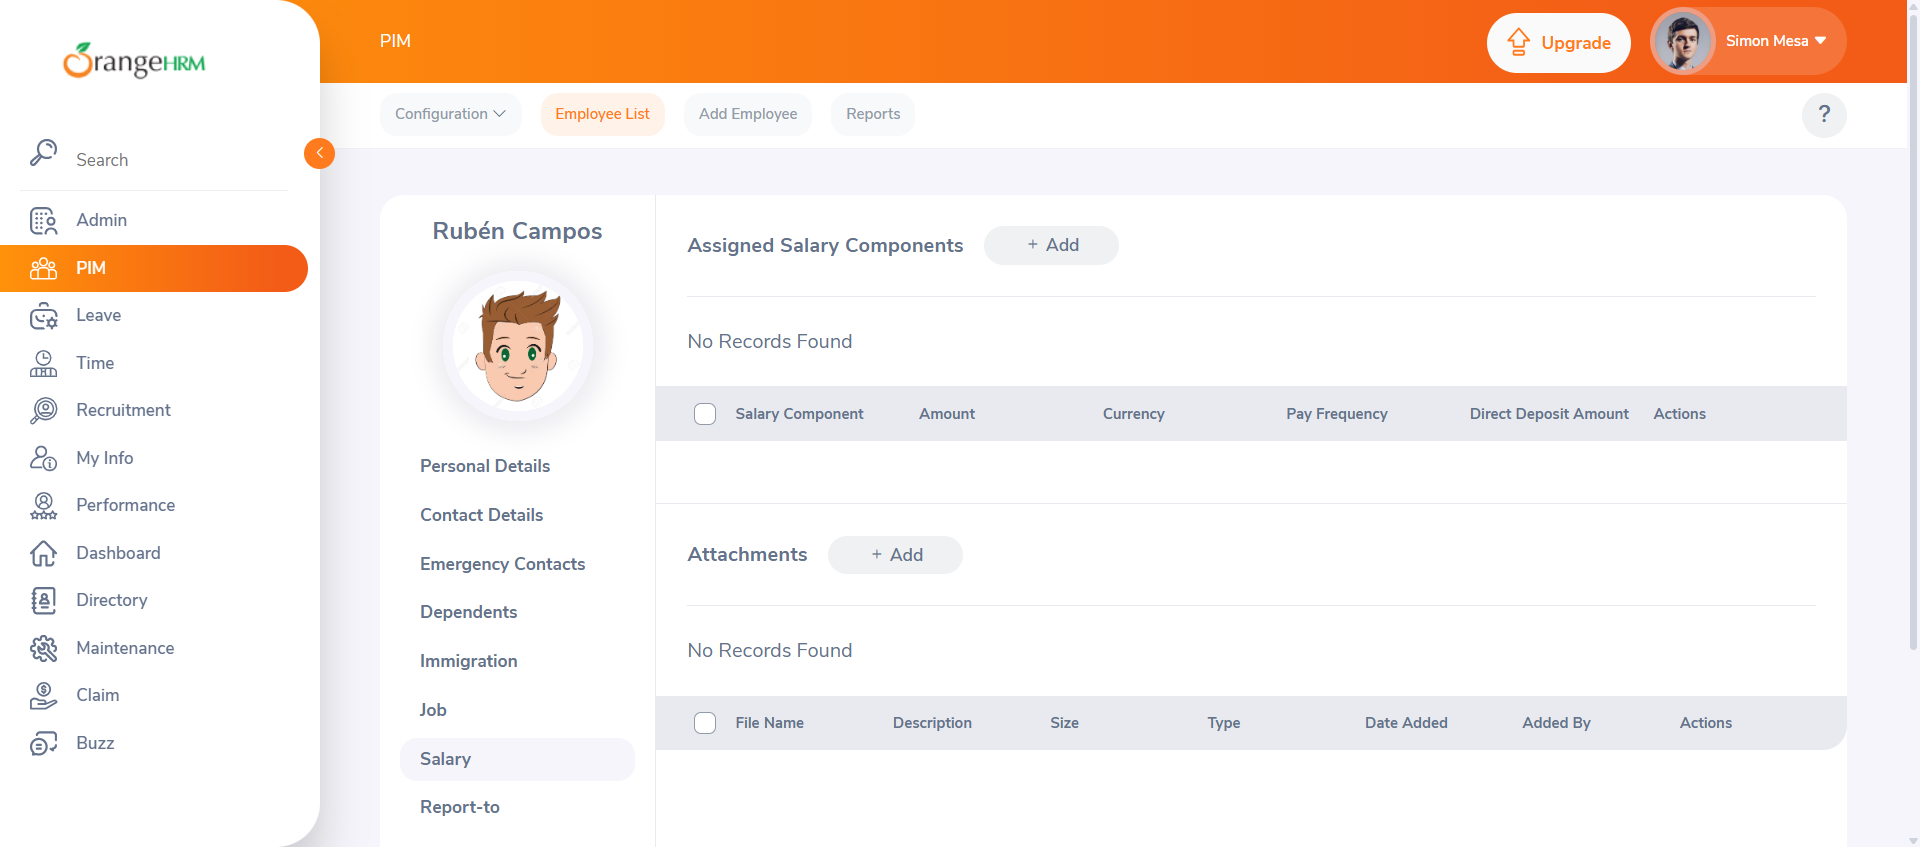 OrangeHRM
Search
Admin
PIM
Leave
Time
Recruitment
My Info
Performance
Dashboard
Directory
Maintenance
Claim
Buzz
PIM
Upgrade
Simon Mesa
Configuration
Employee List
Add Employee
Reports
?
Rubén Campos
Personal Details
Contact Details
Emergency Contacts
Dependents
Immigration
Job
Salary
Report-to
Assigned Salary Components + Add
No Records Found
Salary Component Amount Currency Pay Frequency Direct Deposit Amount Actions
Attachments + Add
No Records Found
File Name Description Size Type Date Added Added By Actions